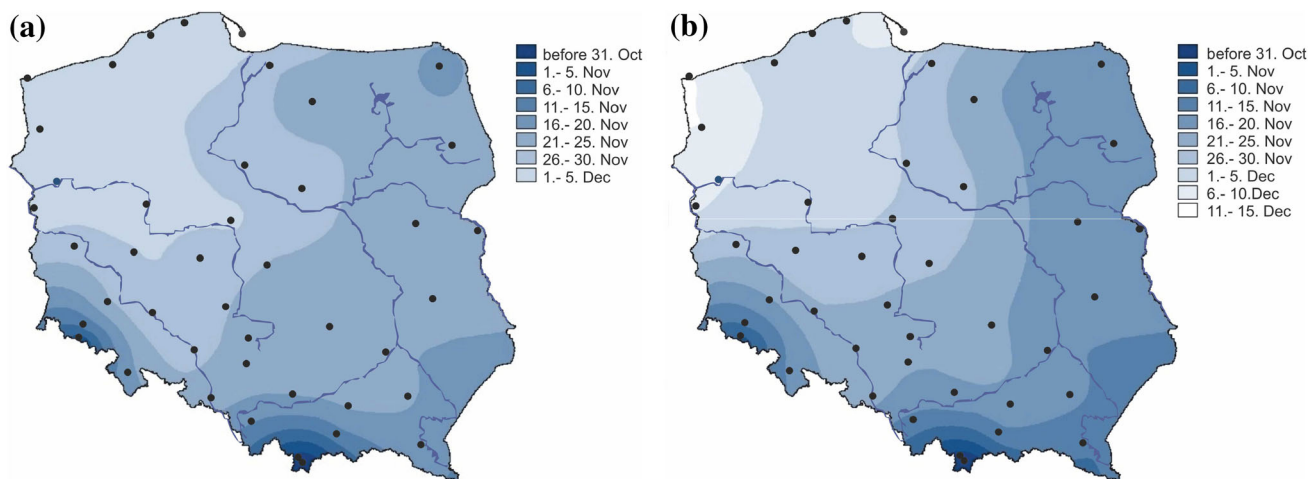 (a)
before 31. Oct
1.- 5. Nov
6.- 10. Nov
11.- 15. Nov
16.- 20. Nov
21.- 25. Nov
26.- 30. Nov
1.- 5. Dec
(b)
before 31. Oct
1.- 5. Nov
6.- 10. Nov
11.- 15. Nov
16.- 20. Nov
21.- 25. Nov
26.- 30. Nov
1.- 5. Dec
6.- 10.Dec
11.- 15. Dec